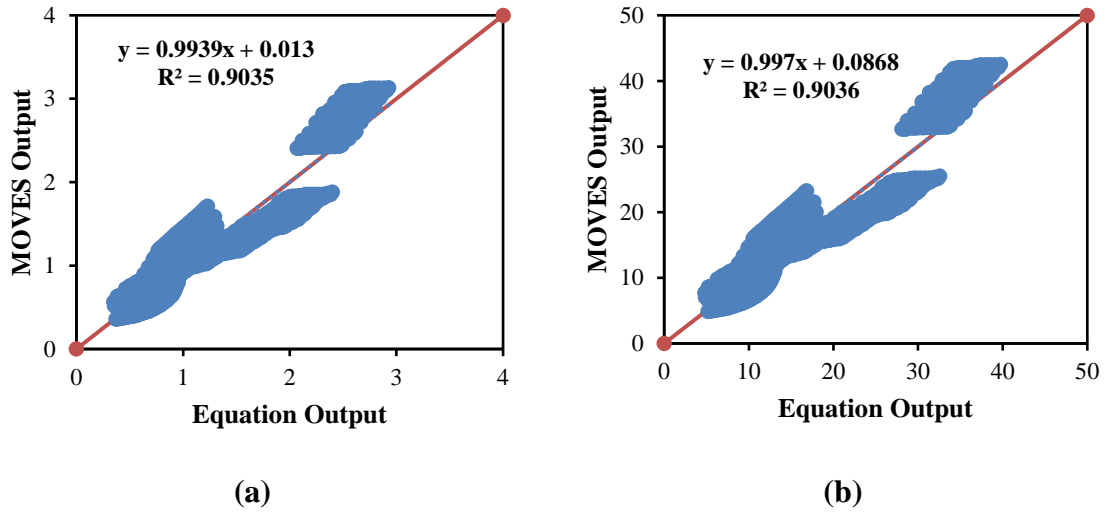 4
3
2
1
0
MOVES Output
y = 0.9939x + 0.013
R² = 0.9035
0 1 2 3 4
Equation Output
(a)
50
40
30
20
10
0
MOVES Output
y = 0.997x + 0.0868
R² = 0.9036
0 10 20 30 40 50
Equation Output
(b)